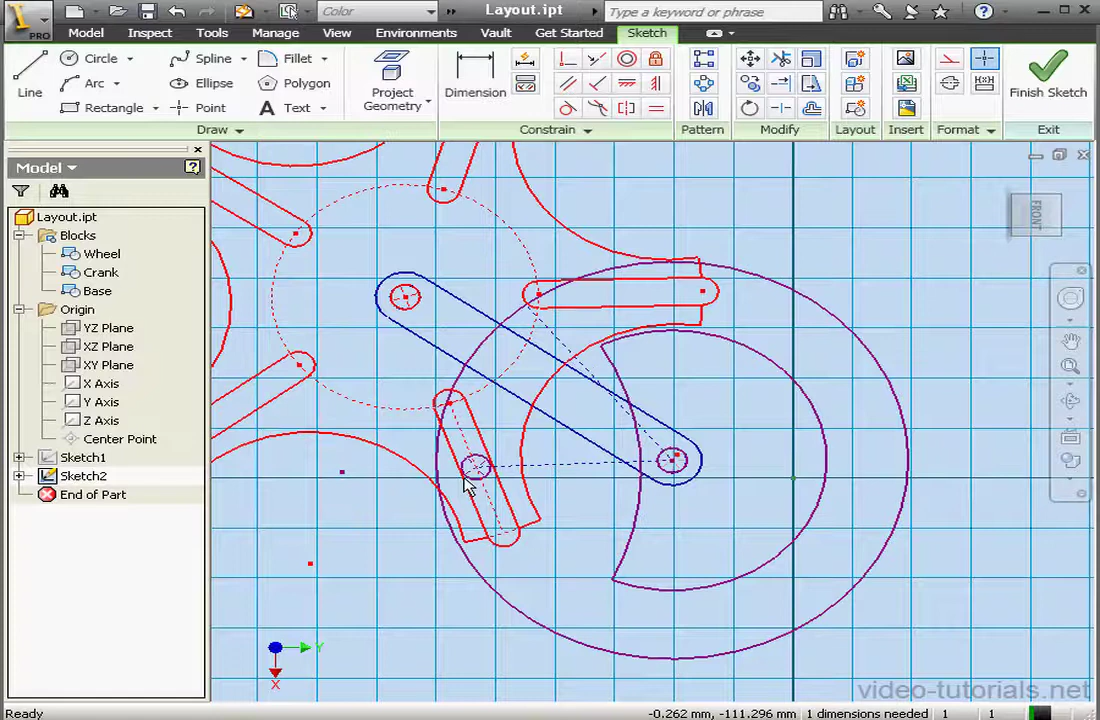 Color
Layout.ipt
Type a keyword or phrase
PRO
Model
Inspect
Tools
Manage
View
Environments
Vault
Get Started
Sketch
Line
Circle
Arc
Rectangle
Spline
Ellipse
Point
Fillet
Polygon
Text
Project
Geometry
Dimension
Finish Sketch
Draw
Constrain
Pattern
Modify
Layout
Insert
Format
Exit
Model
Layout.ipt
Blocks
Wheel
Crank
Base
Origin
YZ Plane
XZ Plane
XY Plane
X Axis
Y Axis
Z Axis
Center Point
Sketch1
Sketch2
End of Part
FRONT
Y
X
video-tutorials.net
Ready
-0.262 mm, -111.296 mm
1 dimensions needed
1
1